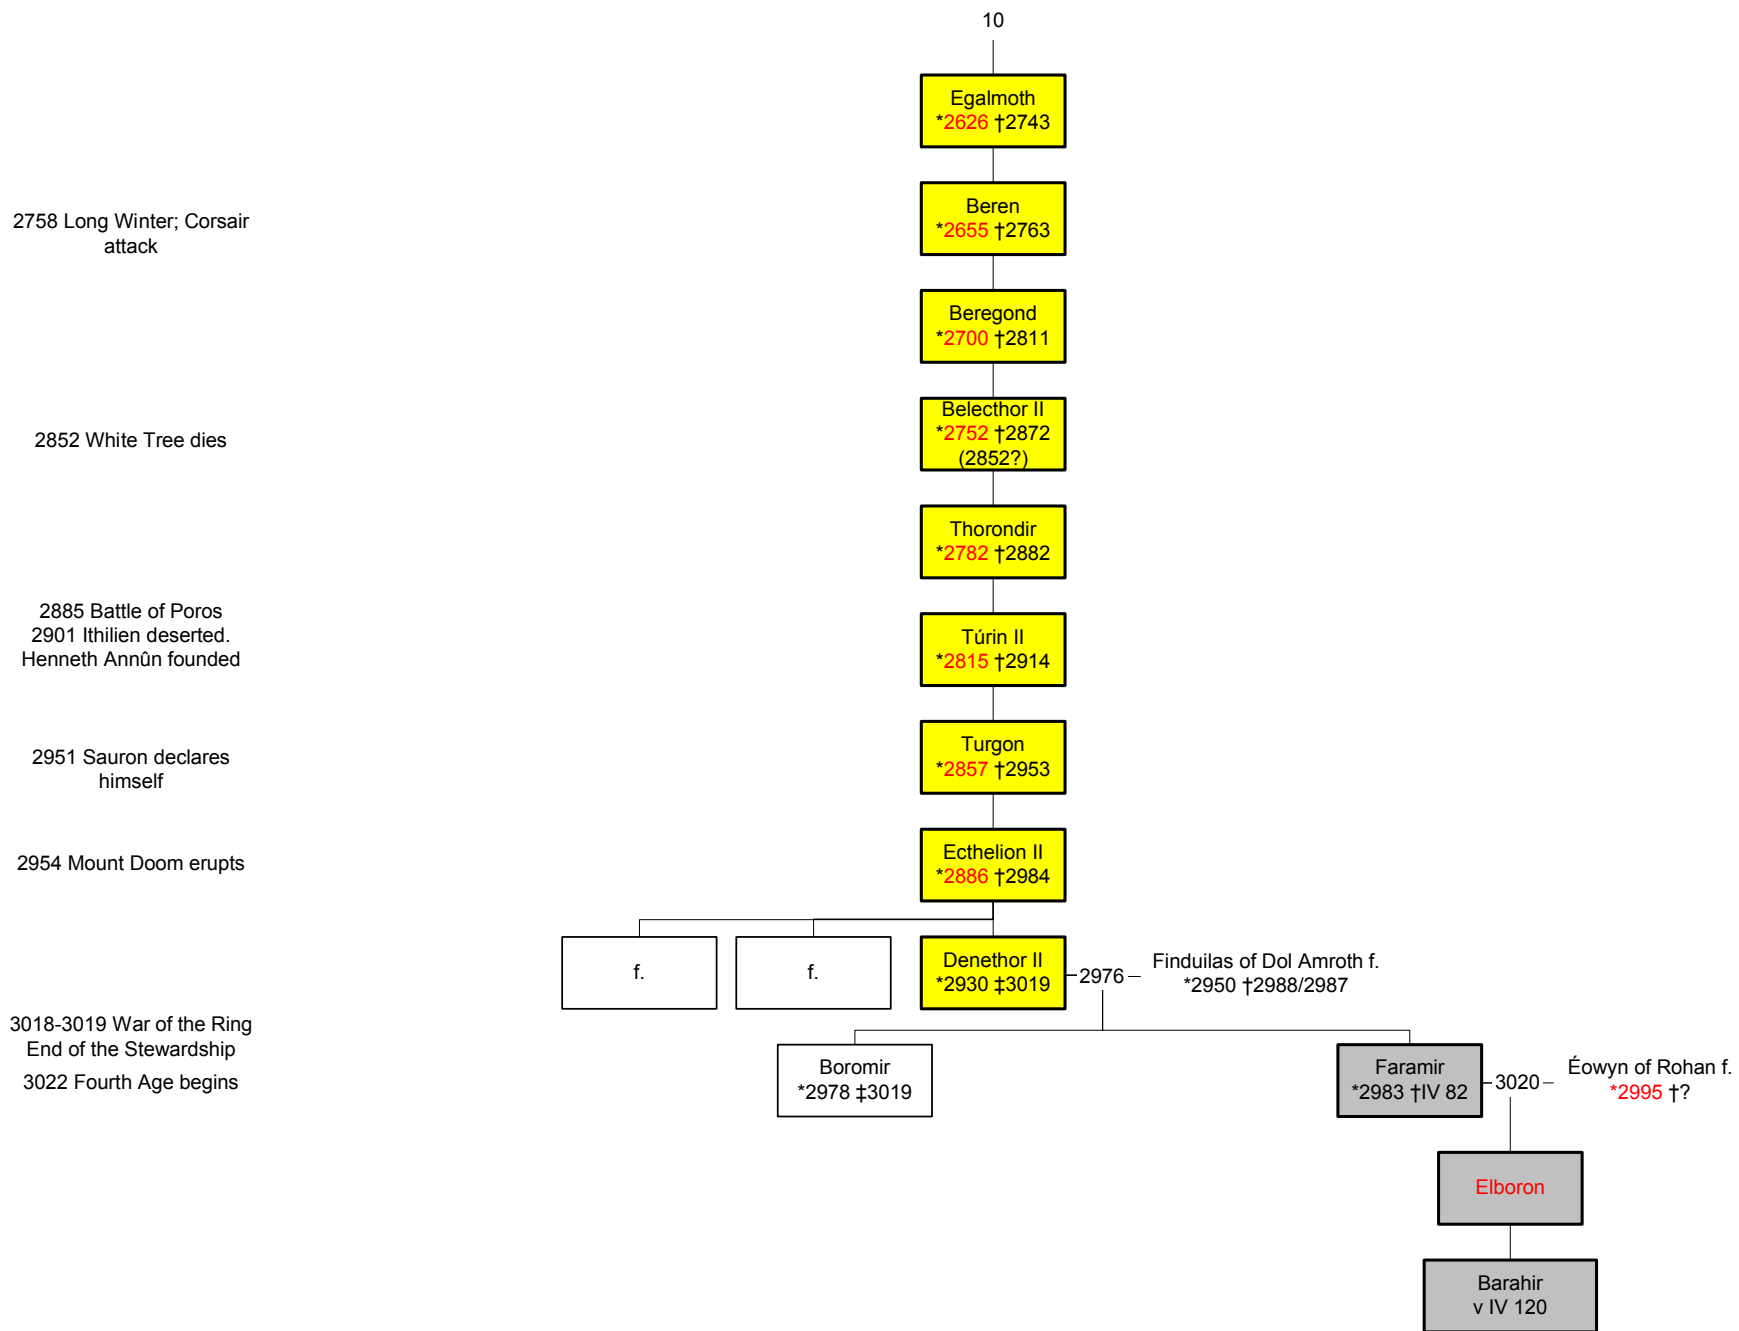 10
Egalmoth
*2626 †2743
2758 Long Winter; Corsair
attack
Beren
*2655 †2763
Beregond
*2700 †2811
2852 White Tree dies
Belecthor II
*2752 †2872
(2852?)
Thorondir
*2782 †2882
2885 Battle of Poros
2901 Ithilien deserted.
Henneth Annûn founded
Túrin II
*2815 †2914
2951 Sauron declares
himself
Turgon
*2857 †2953
2954 Mount Doom erupts
Ecthelion II
*2886 †2984
f.
f.
Denethor II
*2930 ‡3019
2976
Finduilas of Dol Amroth f.
*2950 †2988/2987
3018-3019 War of the Ring
End of the Stewardship
3022 Fourth Age begins
Boromir
*2978 ‡3019
Faramir
*2983 †IV 82
3020
Éowyn of Rohan f.
*2995 †?
Elboron
Barahir
v IV 120